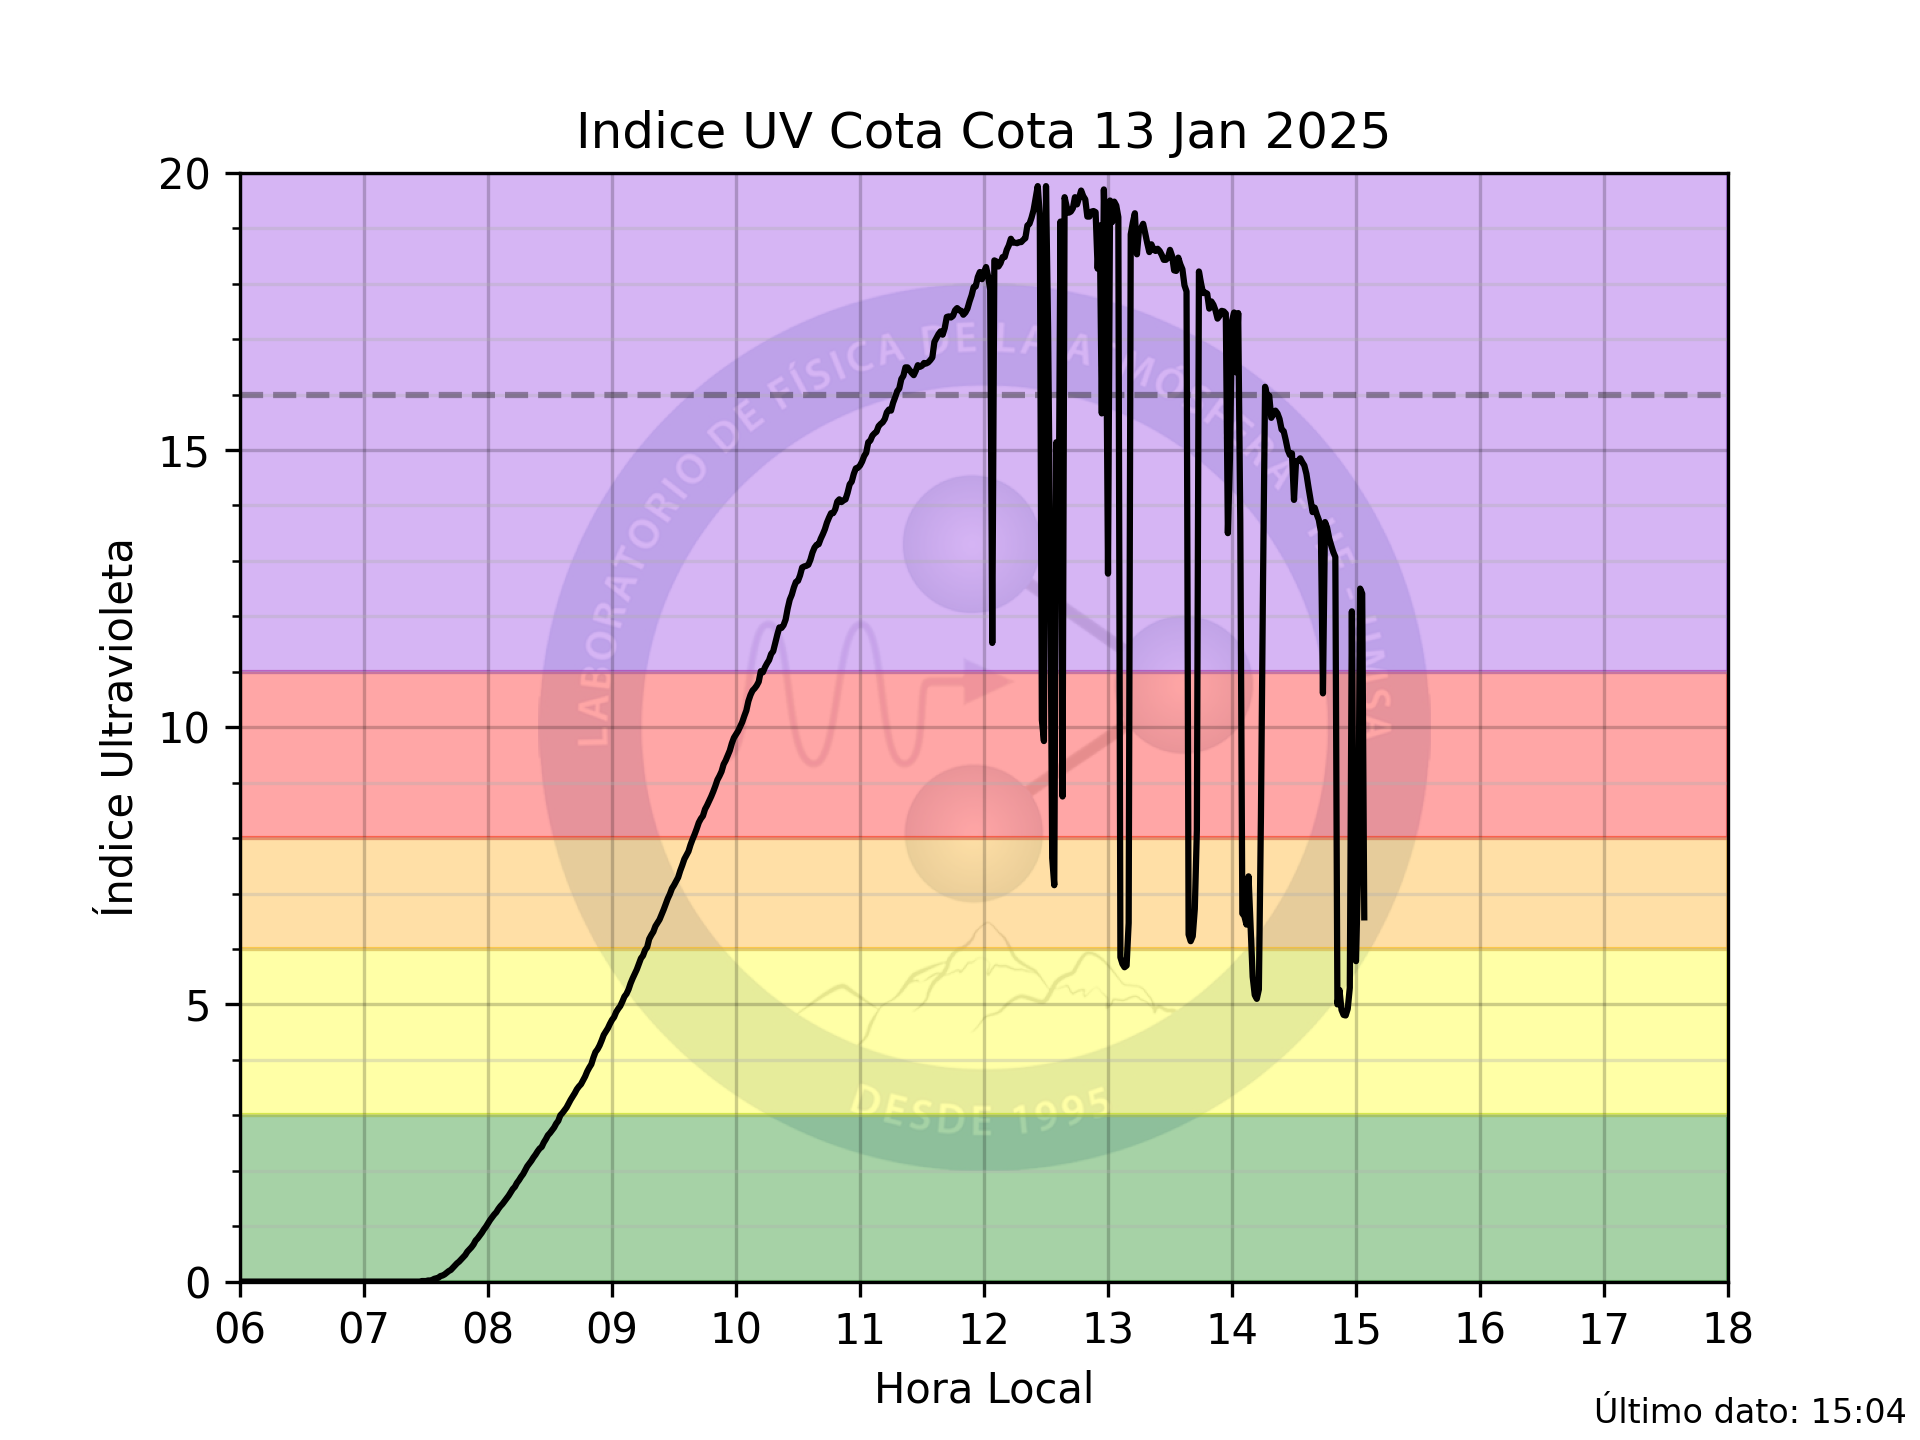 Indice UV Cota Cota 13 Jan 2025
20
15
10
5
0
Índice Ultravioleta
LABORATORIO DE FÍSICA DE LA ATMÓSFERA
UMSA
DESDE 1995
06 07 08 09 10 11 12 13 14 15 16 17 18
Hora Local
Último dato: 15:04